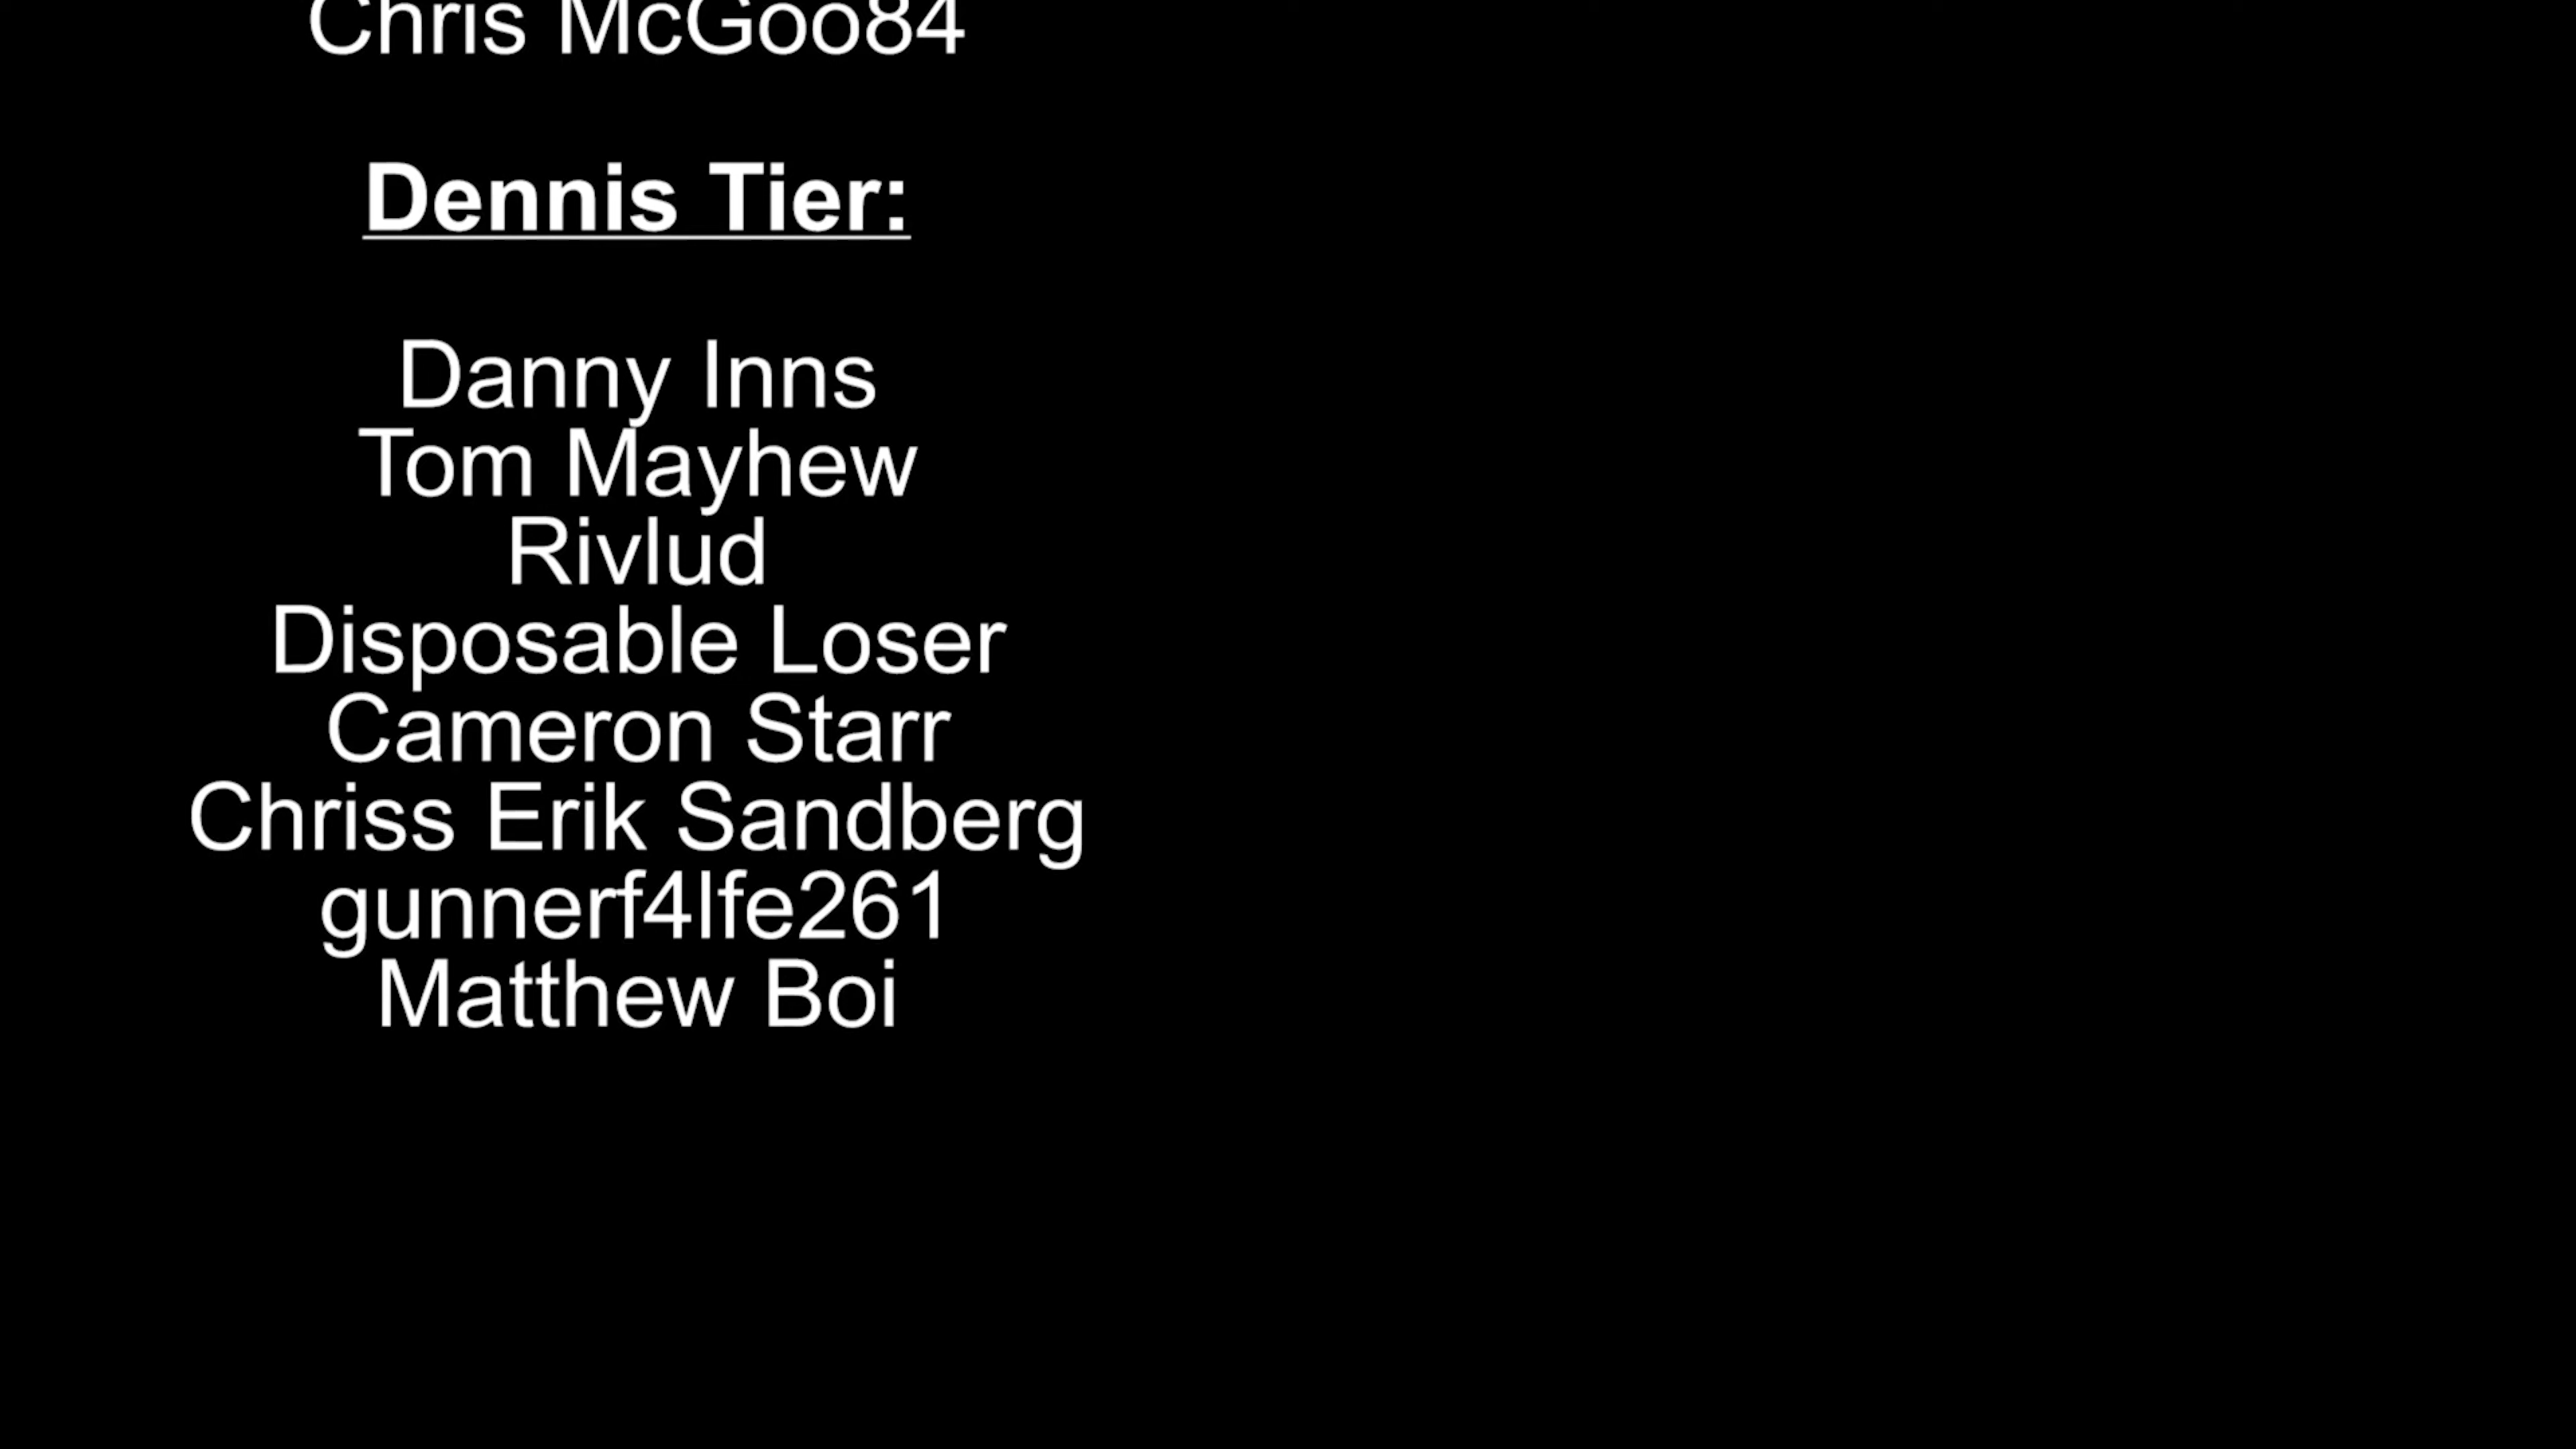 Chris McGoo84
Dennis Tier:
Danny Inns
Tom Mayhew
Rivlud
Disposable Loser
Cameron Starr
Chriss Erik Sandberg
gunnerf4lfe261
Matthew Boi